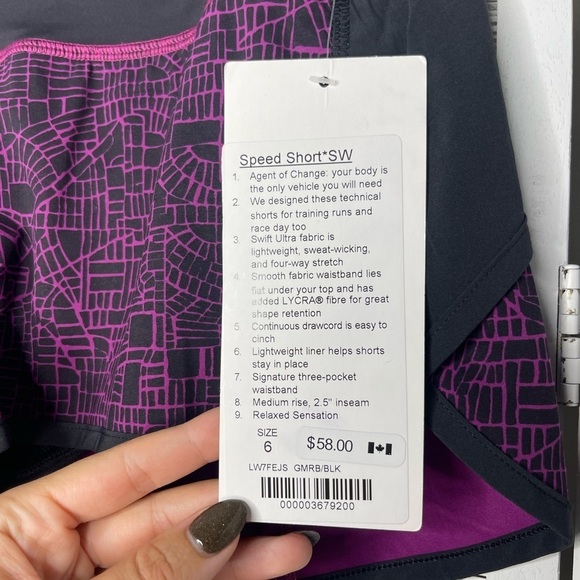 Speed Short*SW
1. Agent of Change: your body is
the only vehicle you will need
2. We designed these technical
shorts for training runs and
race day too
3. Swift Ultra fabric is
lightweight, sweat-wicking,
and four-way stretch
4. Smooth fabric waistband lies
flat under your top and has
added LYCRA® fibre for great
shape retention
5. Continuous drawcord is easy to
cinch
6. Lightweight liner helps shorts
stay in place
7. Signature three-pocket
waistband
8. Medium rise, 2.5" inseam
9. Relaxed Sensation
SIZE
6 $58.00
LW7FEJS GMRB/BLK
000003679200